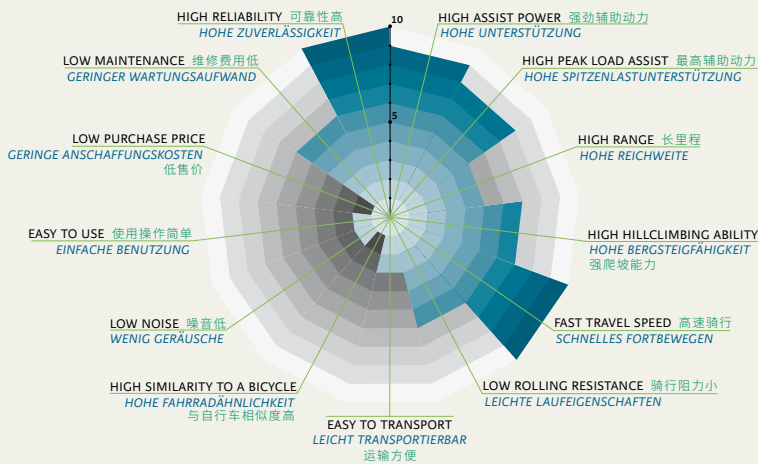 10
5
HIGH RELIABILITY 可靠性高
HOHE ZUVERLÄSSIGKEIT
HIGH ASSIST POWER 强劲辅助动力
HOHE UNTERSTÜTZUNG
LOW MAINTENANCE 维修费用低
GERINGER WARTUNGSAUFWAND
HIGH PEAK LOAD ASSIST 最高辅助动力
HOHE SPITZENLASTUNTERSTÜTZUNG
LOW PURCHASE PRICE
GERINGE ANSCHAFFUNGSKOSTEN
低售价
HIGH RANGE 长里程
HOHE REICHWEITE
EASY TO USE 使用操作简单
EINFACHE BENUTZUNG
HIGH HILLCLIMBING ABILITY
HOHE BERGSTEIGFÄHIGKEIT
强爬坡能力
LOW NOISE 噪音低
WENIG GERÄUSCHE
FAST TRAVEL SPEED 高速骑行
SCHNELLES FORTBEWEGEN
HIGH SIMILARITY TO A BICYCLE
HOHE FAHRRADÄHNLICHKEIT
与自行车相似度高
LOW ROLLING RESISTANCE 骑行阻力小
LEICHTE LAUFEIGENSCHAFTEN
EASY TO TRANSPORT
LEICHT TRANSPORTIERBAR
运输方便